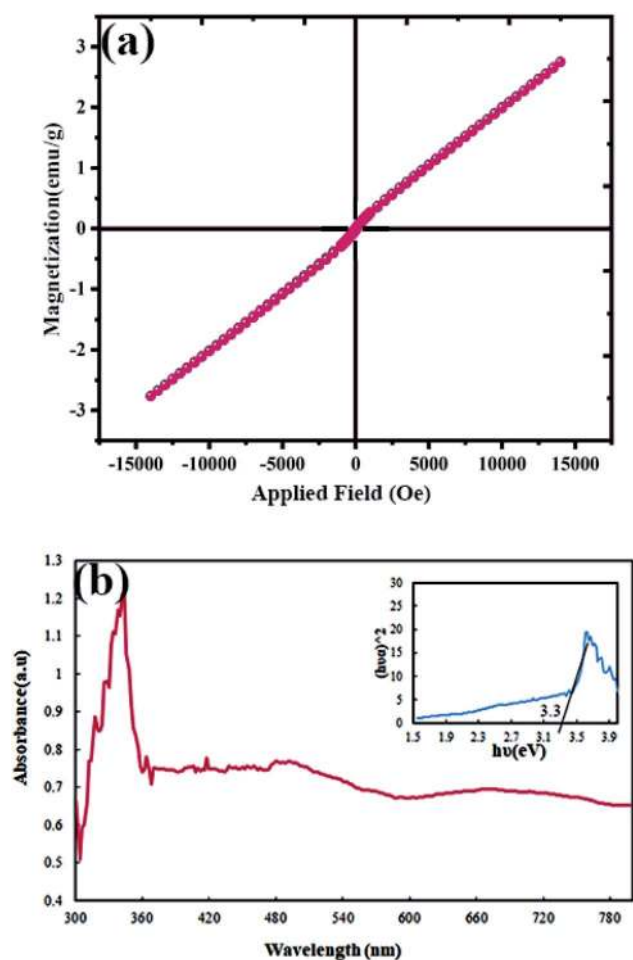 (a)
3
2
1
0
-1
-2
-3
Magnetization(emu/g)
-15000 -10000 -5000 0 5000 10000 15000
Applied Field (Oe)
(b)
1.3
1.2
1.1
1
0.9
0.8
0.7
0.6
0.5
0.4
Absorbance(a.u)
300 360 420 480 540 600 660 720 780
Wavelength (nm)
30
25
20
15
10
5
0
(hυα)^2
3.3
1.5 1.9 2.3 2.7 3.1 3.5 3.9
hυ(eV)